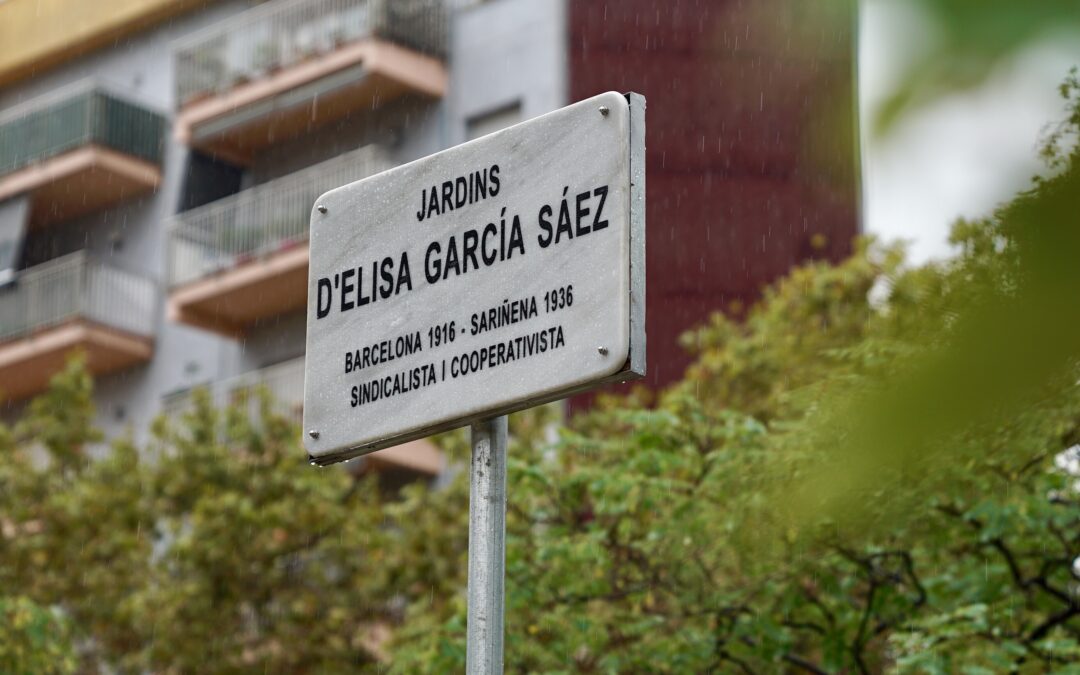 JARDINS
D'ELISA GARCÍA SÁEZ
BARCELONA 1916 - SARIÑENA 1936
SINDICALISTA I COOPERATIVISTA